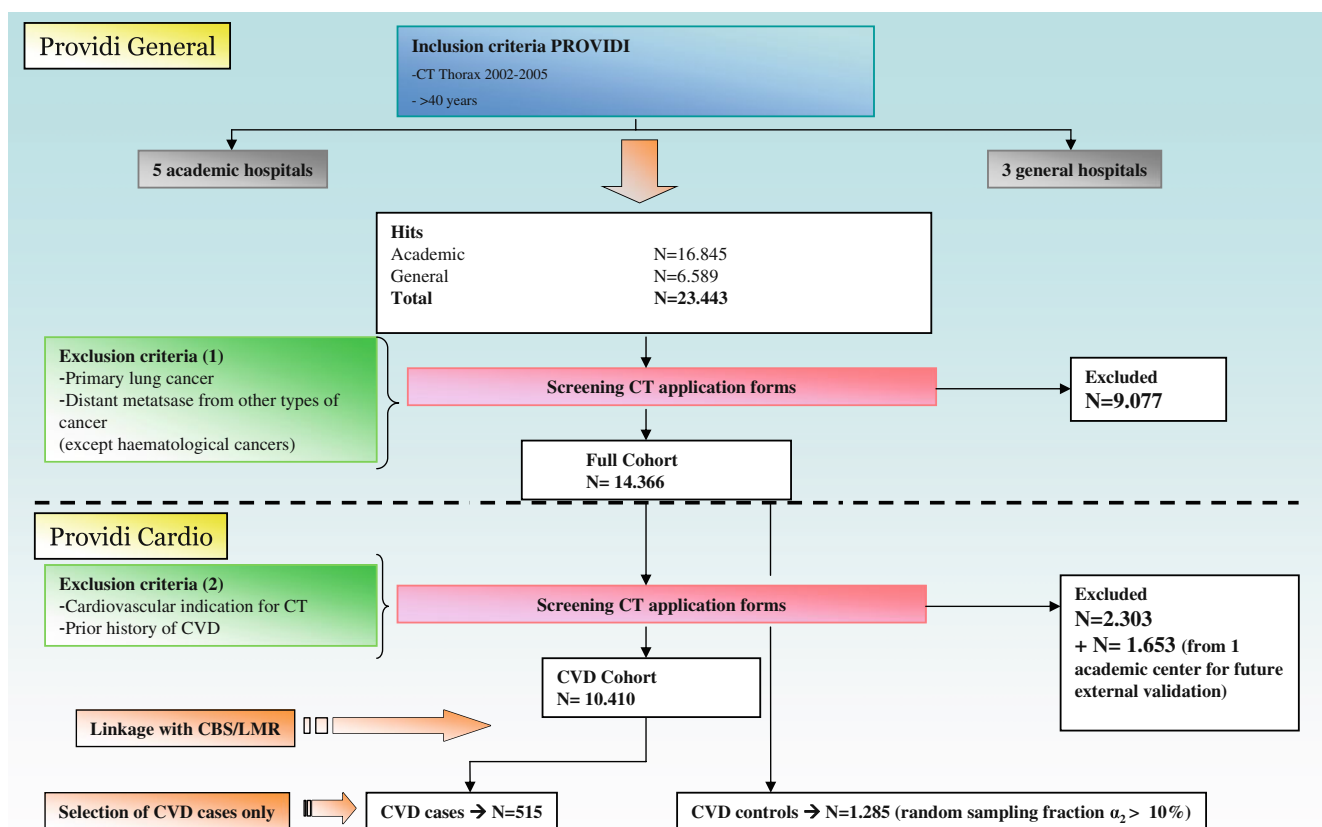 Providi General
Inclusion criteria PROVIDI
-CT Thorax 2002-2005
- >40 years
5 academic hospitals
3 general hospitals
Hits
Academic N=16.845
General N=6.589
Total N=23.443
Exclusion criteria (1)
-Primary lung cancer
-Distant metatsase from other types of
cancer
(except haematological cancers)
Screening CT application forms
Excluded
N=9.077
Full Cohort
N= 14.366
Providi Cardio
Exclusion criteria (2)
-Cardiovascular indication for CT
-Prior history of CVD
Screening CT application forms
Excluded
N=2.303
+ N= 1.653 (from 1
academic center for future
external validation)
CVD Cohort
N= 10.410
Linkage with CBS/LMR
Selection of CVD cases only
CVD cases → N=515
CVD controls → N=1.285 (random sampling fraction α₂ > 10%)